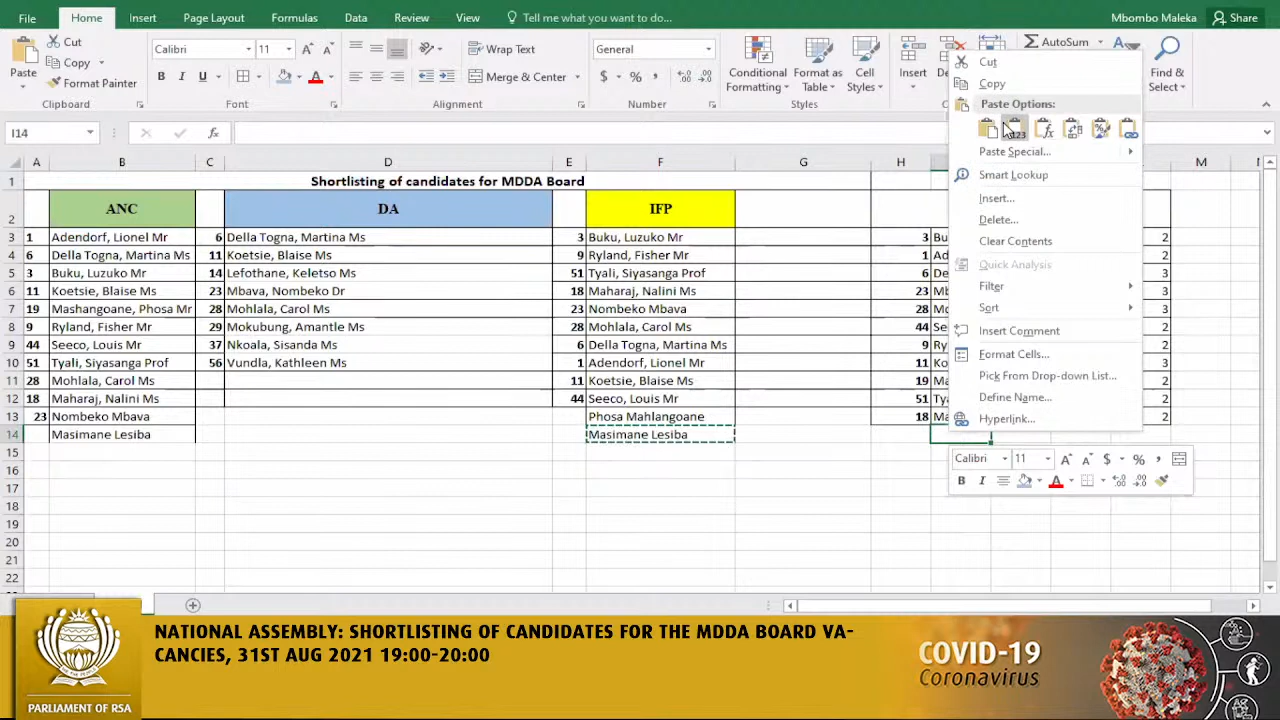 File Home Insert Page Layout Formulas Data Review View Tell me what you want to do... Mbombo Maleka Share
Cut
Copy
Format Painter
Paste
Clipboard
Calibri 11
B I U
Font
Wrap Text
Merge & Center
Alignment
General
$ % ,
Number
Conditional Formatting
Format as Table
Cell Styles
Styles
Insert
AutoSum
Find & Select
I14
fx
A B C D E F G H M
1 Shortlisting of candidates for MDDA Board
2 ANC DA IFP
3 1 Adendorf, Lionel Mr 6 Della Togna, Martina Ms 3 Buku, Luzuko Mr 3 Bu 2
4 6 Della Togna, Martina Ms 11 Koetsie, Blaise Ms 9 Ryland, Fisher Mr 1 Ad 2
5 3 Buku, Luzuko Mr 14 Lefothane, Keletso Ms 51 Tyali, Siyasanga Prof 6 De 3
6 11 Koetsie, Blaise Ms 23 Mbava, Nombeko Dr 18 Maharaj, Nalini Ms 23 Mb 3
7 19 Mashangoane, Phosa Mr 28 Mohlala, Carol Ms 23 Nombeko Mbava 28 Mo 3
8 9 Ryland, Fisher Mr 29 Mokubung, Amantle Ms 28 Mohlala, Carol Ms 44 Se 2
9 44 Seeco, Louis Mr 37 Nkoala, Sisanda Ms 6 Della Togna, Martina Ms 9 Ry 2
10 51 Tyali, Siyasanga Prof 56 Vundla, Kathleen Ms 1 Adendorf, Lionel Mr 11 Ko 3
11 28 Mohlala, Carol Ms 11 Koetsie, Blaise Ms 19 Ma 2
12 18 Maharaj, Nalini Ms 44 Seeco, Louis Mr 51 Ty 2
13 23 Nombeko Mbava Phosa Mahlangoane 18 Ma 2
14 Masimane Lesiba Masimane Lesiba
15
16
17
18
19
20
21
22
Cut
Copy
Paste Options:
Paste Special...
Smart Lookup
Insert...
Delete...
Clear Contents
Quick Analysis
Filter
Sort
Insert Comment
Format Cells...
Pick From Drop-down List...
Define Name...
Hyperlink...
Calibri 11 A A $ % ,
B I A
NATIONAL ASSEMBLY: SHORTLISTING OF CANDIDATES FOR THE MDDA BOARD VA-
CANCIES, 31ST AUG 2021 19:00-20:00
PARLIAMENT OF RSA
COVID-19
Coronavirus